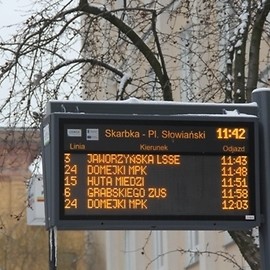 Skarbka - Pl. Słowiański 11:42
Linia Kierunek Odjazd
3 JAWORZYŃSKA LSSE 11:43
24 DOMEJKI MPK 11:48
15 HUTA MIEDZI 11:51
6 GRABSKIEGO ZUS 11:58
24 DOMEJKI MPK 12:03